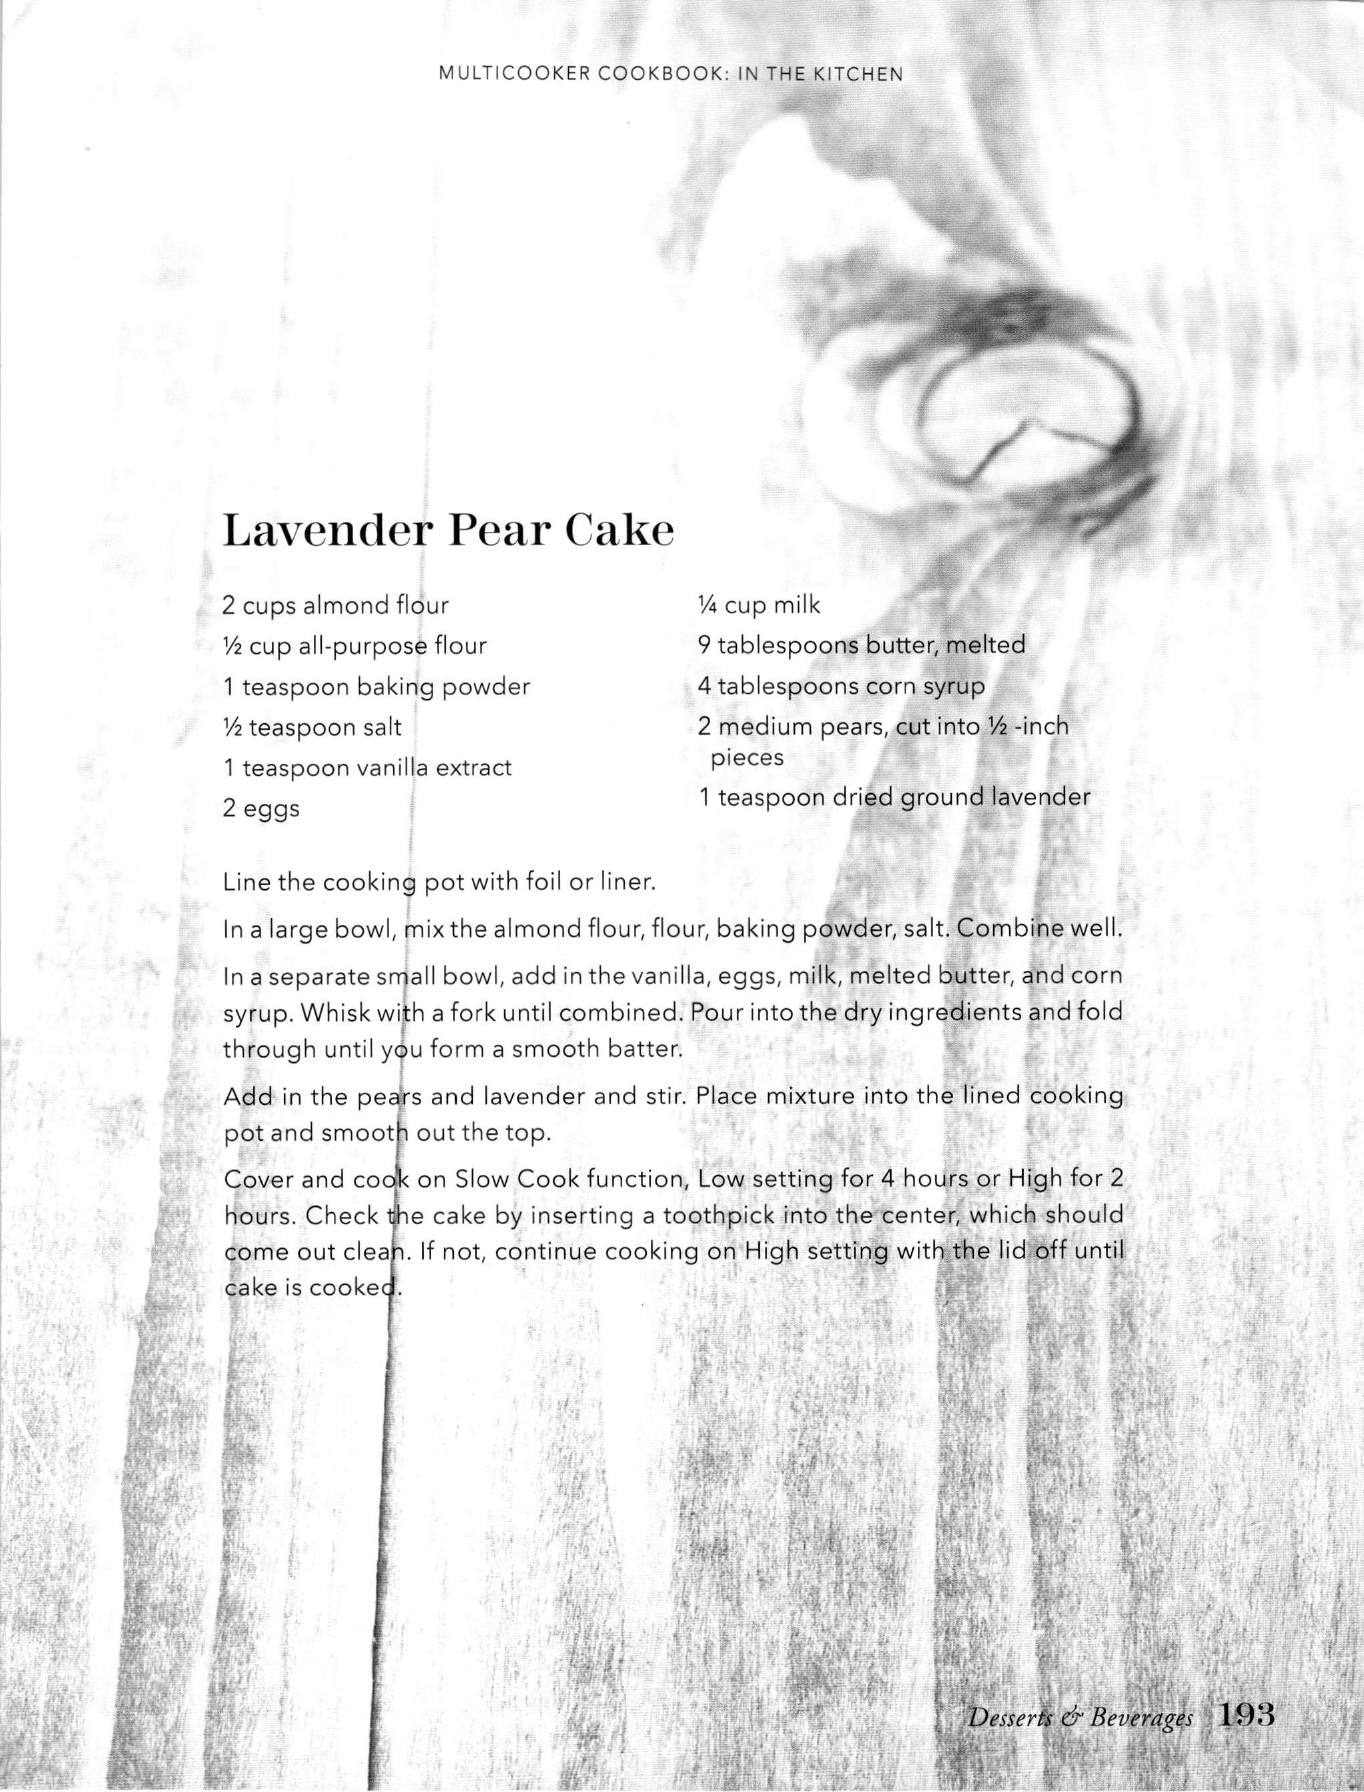 MULTICOOKER COOKBOOK: IN THE KITCHEN
Lavender Pear Cake
2 cups almond flour
½ cup all-purpose flour
1 teaspoon baking powder
½ teaspoon salt
1 teaspoon vanilla extract
2 eggs
¼ cup milk
9 tablespoons butter, melted
4 tablespoons corn syrup
2 medium pears, cut into ½ -inch
pieces
1 teaspoon dried ground lavender
Line the cooking pot with foil or liner.
In a large bowl, mix the almond flour, flour, baking powder, salt. Combine well.
In a separate small bowl, add in the vanilla, eggs, milk, melted butter, and corn
syrup. Whisk with a fork until combined. Pour into the dry ingredients and fold
through until you form a smooth batter.
Add in the pears and lavender and stir. Place mixture into the lined cooking
pot and smooth out the top.
Cover and cook on Slow Cook function, Low setting for 4 hours or High for 2
hours. Check the cake by inserting a toothpick into the center, which should
come out clean. If not, continue cooking on High setting with the lid off until
cake is cooked.
Desserts & Beverages 193